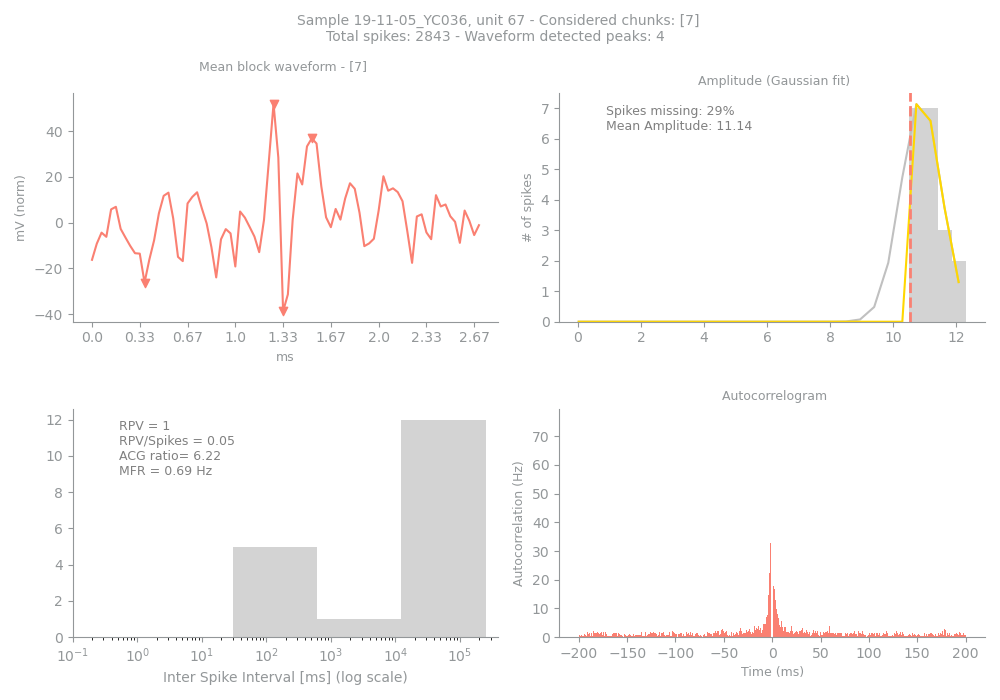 Sample 19-11-05_YC036, unit 67 - Considered chunks: [7]
Total spikes: 2843 - Waveform detected peaks: 4
Mean block waveform - [7]
mV (norm)
40
20
0
−20
−40
0.0 0.33 0.67 1.0 1.33 1.67 2.0 2.33 2.67
ms
Amplitude (Gaussian fit)
Spikes missing: 29%
Mean Amplitude: 11.14
# of spikes
7
6
5
4
3
2
1
0
0 2 4 6 8 10 12
RPV = 1
RPV/Spikes = 0.05
ACG ratio= 6.22
MFR = 0.69 Hz
12
10
8
6
4
2
0
10⁻¹ 10⁰ 10¹ 10² 10³ 10⁴ 10⁵
Inter Spike Interval [ms] (log scale)
Autocorrelogram
Autocorrelation (Hz)
70
60
50
40
30
20
10
0
−200 −150 −100 −50 0 50 100 150 200
Time (ms)